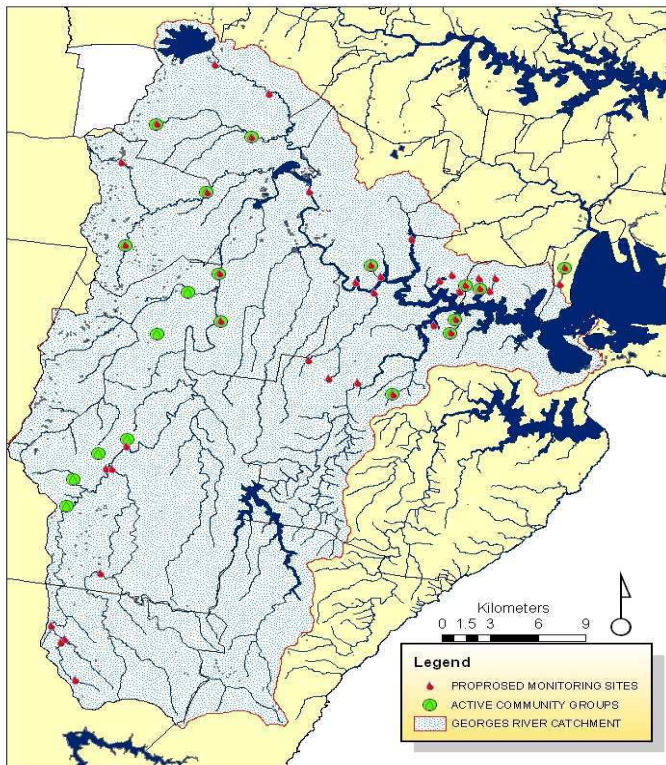 Kilometers
0 1.5 3 6 9
Legend
PROPROSED MONITORING SITES
ACTIVE COMMUNITY GROUPS
GEORGES RIVER CATCHMENT